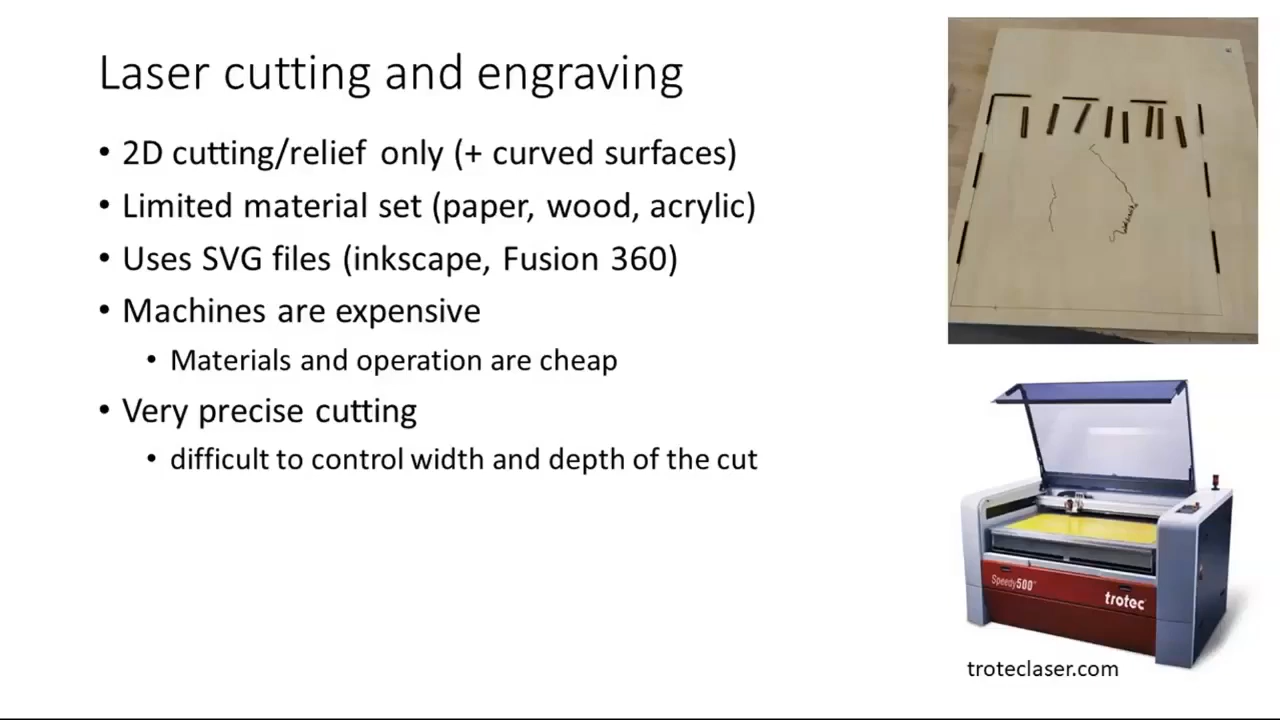 Laser cutting and engraving
• 2D cutting/relief only (+ curved surfaces)
• Limited material set (paper, wood, acrylic)
• Uses SVG files (inkscape, Fusion 360)
• Machines are expensive
• Materials and operation are cheap
• Very precise cutting
• difficult to control width and depth of the cut
Speedy500
trotec
troteclaser.com